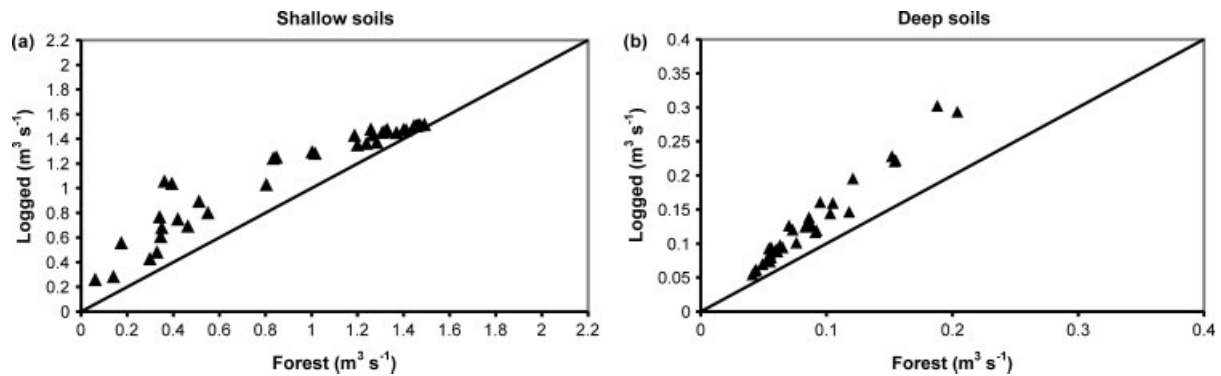 Shallow soils
(a)
2.2
2
1.8
1.6
1.4
1.2
1
0.8
0.6
0.4
0.2
0
Logged (m³ s⁻¹)
0 0.2 0.4 0.6 0.8 1 1.2 1.4 1.6 1.8 2 2.2
Forest (m³ s⁻¹)
Deep soils
(b)
0.4
0.35
0.3
0.25
0.2
0.15
0.1
0.05
0
Logged (m³ s⁻¹)
0 0.1 0.2 0.3 0.4
Forest (m³ s⁻¹)